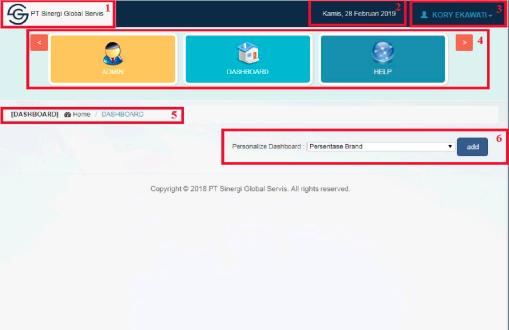 PT Sinergi Global Servis 1
Kamis, 28 Februari 2019 2
KORY EKAWATI 3
< ADMIN DASHBOARD HELP > 4
[DASHBOARD] Home / DASHBOARD 5
6
Personalize Dashboard : Persentase Brand add
Copyright © 2018 PT Sinergi Global Servis. All rights reserved.